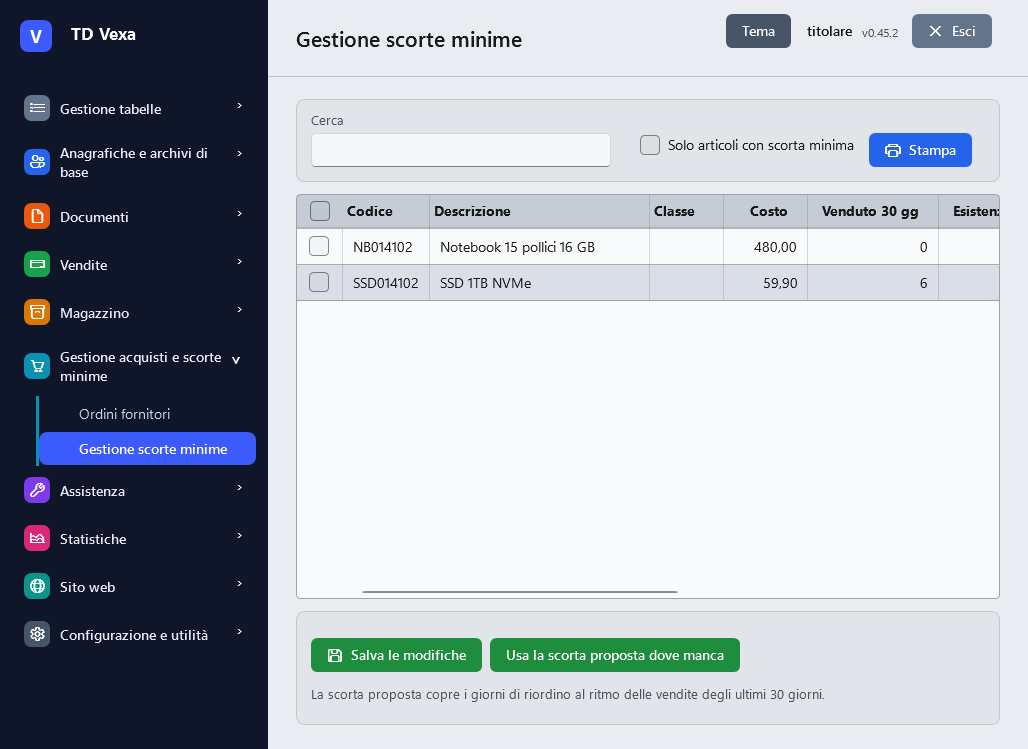 V
TD Vexa
Gestione tabelle
Anagrafiche e archivi di
base
Documenti
Vendite
Magazzino
Gestione acquisti e scorte
minime
Ordini fornitori
Gestione scorte minime
Assistenza
Statistiche
Sito web
Configurazione e utilità
Gestione scorte minime
Tema
titolare v0.45.2
Esci
Cerca
Solo articoli con scorta minima
Stampa
Codice Descrizione Classe Costo Venduto 30 gg
NB014102 Notebook 15 pollici 16 GB 480,00 0
SSD014102 SSD 1TB NVMe 59,90 6
Salva le modifiche
Usa la scorta proposta dove manca
La scorta proposta copre i giorni di riordino al ritmo delle vendite degli ultimi 30 giorni.